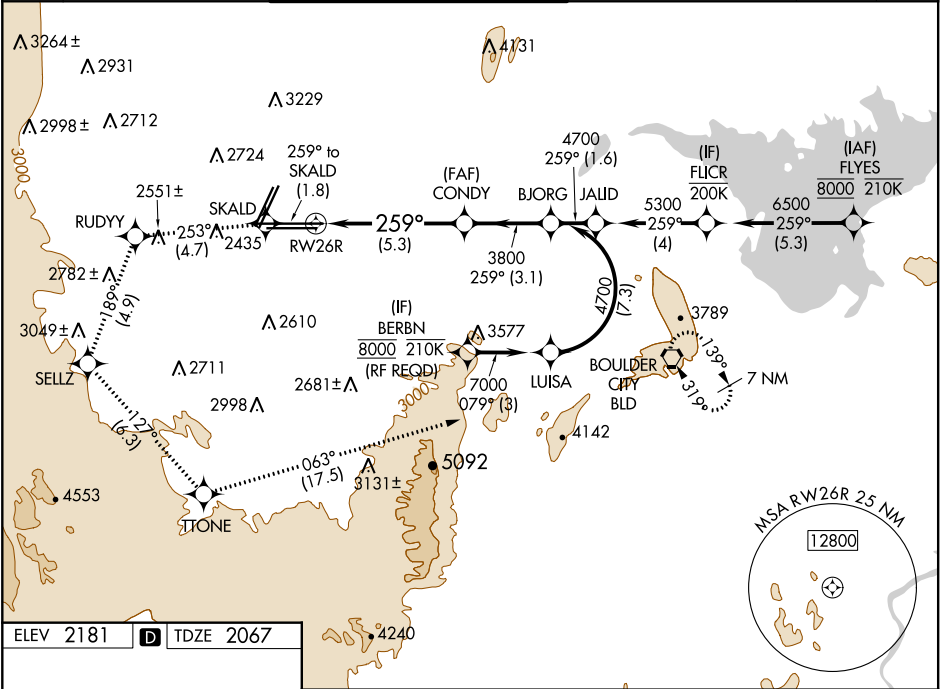 3264±
2931
4131
3229
2998±
2712
3000
2724
259° to
SKALD
(1.8)
4700
259° (1.6)
(IAF)
FLYES
8000 210K
(IF)
FLICR
200K
(FAF)
CONDY
BJORG
JALID
2551±
SKALD
RUDYY
253°
(4.7)
2435
RW26R
259°
(5.3)
3800
259° (3.1)
5300
259°
(4)
6500
259°
(5.3)
2782±
189°
(4.9)
4700
(7.3)
3049±
2610
(IF)
BERBN
8000 210K
(RF REQD)
3577
3789
139°
7 NM
319°
BOULDER
CITY
BLD
SELLZ
2711
2681±
3000
7000
079° (3)
LUISA
2998
127°
(6.3)
4142
063°
(17.5)
3131±
5092
4553
TTONE
MSA RW26R 25 NM
12800
ELEV 2181 D TDZE 2067
4240